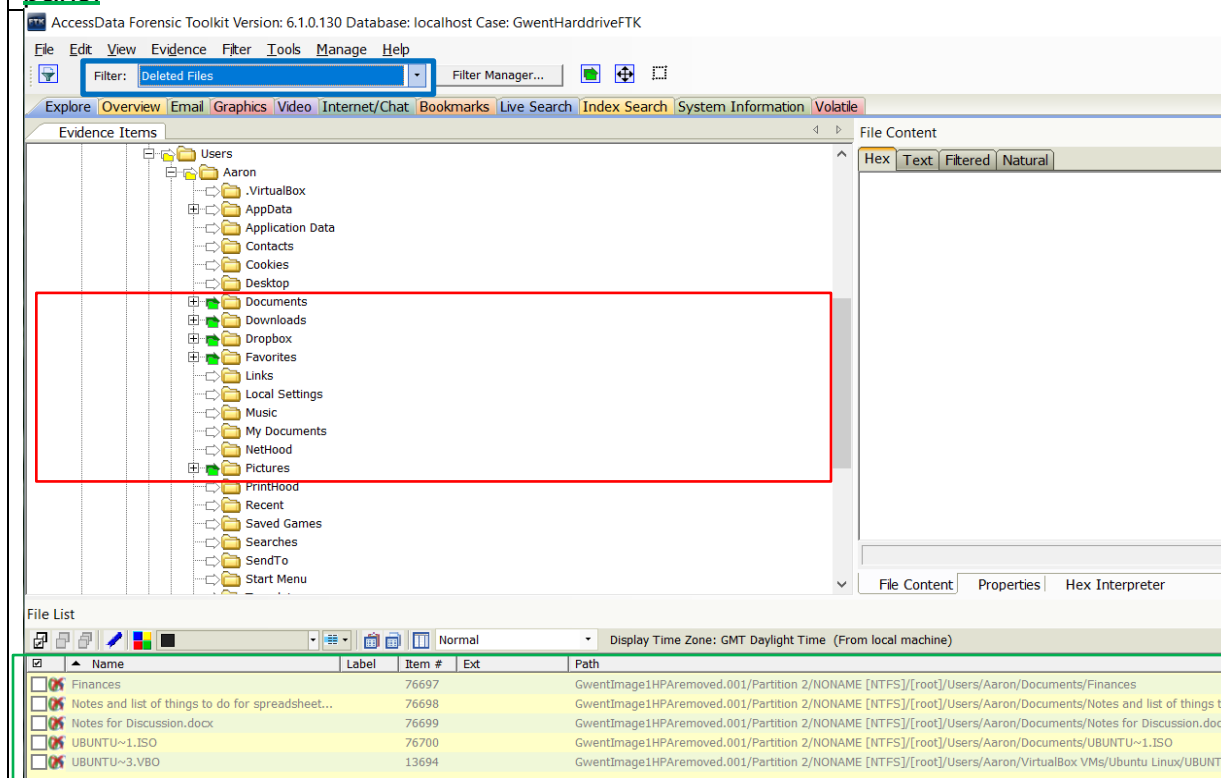 AccessData Forensic Toolkit Version: 6.1.0.130 Database: localhost Case: GwentHarddriveFTK
File Edit View Evidence Filter Tools Manage Help
Filter: Deleted Files Filter Manager...
Explore Overview Email Graphics Video Internet/Chat Bookmarks Live Search Index Search System Information Volatile
Evidence Items
Users
Aaron
.VirtualBox
AppData
Application Data
Contacts
Cookies
Desktop
Documents
Downloads
Dropbox
Favorites
Links
Local Settings
Music
My Documents
NetHood
Pictures
PrintHood
Recent
Saved Games
Searches
SendTo
Start Menu
File Content
Hex Text Filtered Natural
File Content Properties Hex Interpreter
File List
Normal Display Time Zone: GMT Daylight Time (From local machine)
Name Label Item # Ext Path
Finances 76697 GwentImage1HPAremoved.001/Partition 2/NONAME [NTFS]/[root]/Users/Aaron/Documents/Finances
Notes and list of things to do for spreadsheet... 76698 GwentImage1HPAremoved.001/Partition 2/NONAME [NTFS]/[root]/Users/Aaron/Documents/Notes and list of things t
Notes for Discussion.docx 76699 GwentImage1HPAremoved.001/Partition 2/NONAME [NTFS]/[root]/Users/Aaron/Documents/Notes for Discussion.doc
UBUNTU~1.ISO 76700 GwentImage1HPAremoved.001/Partition 2/NONAME [NTFS]/[root]/Users/Aaron/Documents/UBUNTU~1.ISO
UBUNTU~3.VBO 13694 GwentImage1HPAremoved.001/Partition 2/NONAME [NTFS]/[root]/Users/Aaron/VirtualBox VMs/Ubuntu Linux/UBUNT